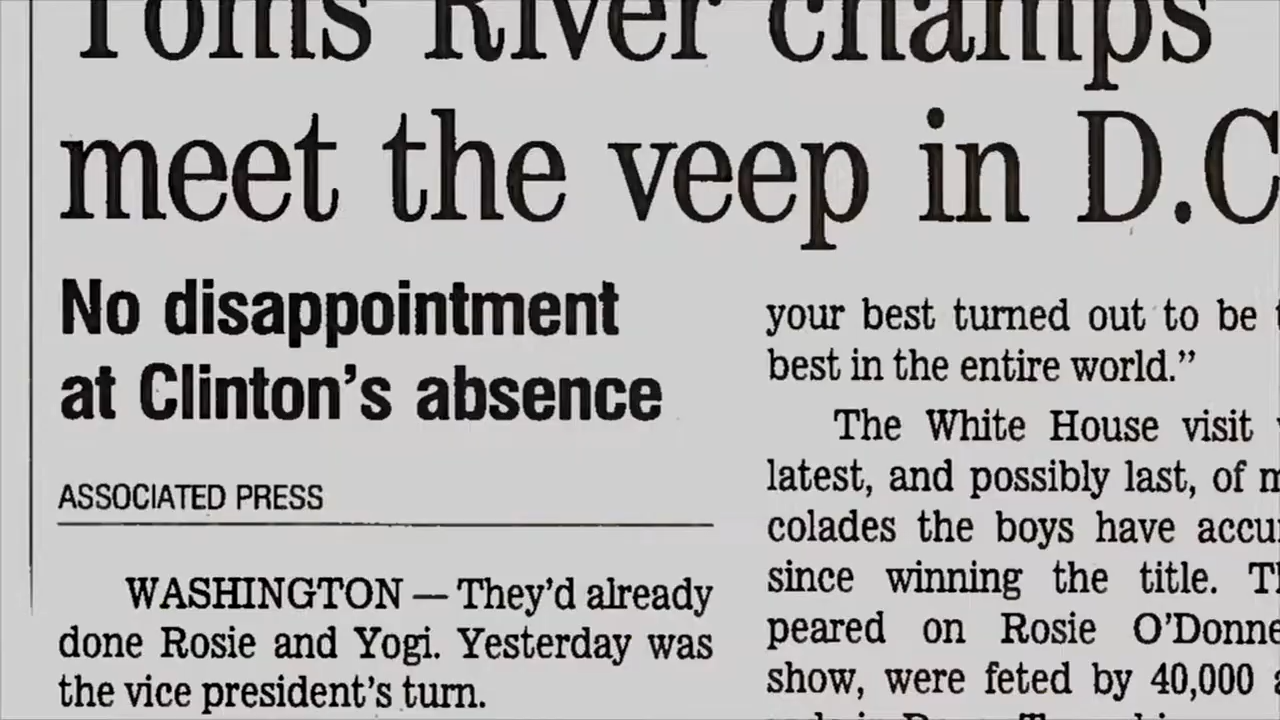 Toms River champs
meet the veep in D.C
No disappointment
at Clinton's absence
ASSOCIATED PRESS
WASHINGTON — They'd already
done Rosie and Yogi. Yesterday was
the vice president's turn.
your best turned out to be
best in the entire world."
The White House visit
latest, and possibly last, of
colades the boys have
since winning the title.
peared on Rosie
show, were feted by 40,000